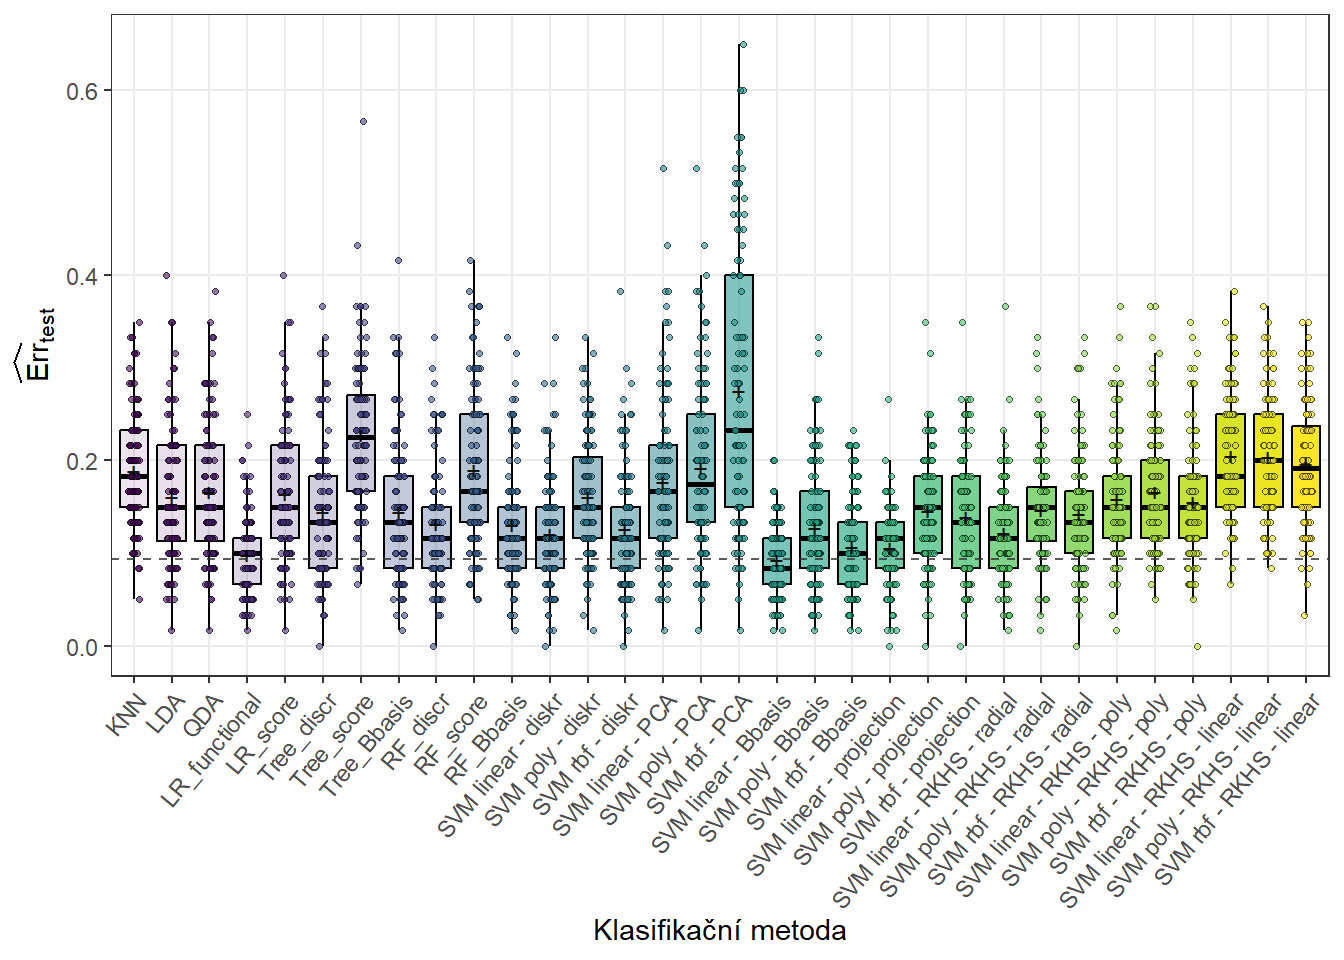 0.6
0.4
0.2
0.0
Err_test
KNN
LDA
QDA
LR_functional
LR_score
Tree_discr
Tree_score
Tree_Bbasis
RF_discr
RF_score
RF_Bbasis
SVM linear - diskr
SVM poly - diskr
SVM rbf - diskr
SVM linear - PCA
SVM poly - PCA
SVM rbf - PCA
SVM linear - Bbasis
SVM poly - Bbasis
SVM rbf - Bbasis
SVM linear - projection
SVM poly - projection
SVM rbf - projection
SVM linear - RKHS - radial
SVM poly - RKHS - radial
SVM rbf - RKHS - radial
SVM linear - RKHS - poly
SVM poly - RKHS - poly
SVM rbf - RKHS - poly
SVM linear - RKHS - linear
SVM poly - RKHS - linear
SVM rbf - RKHS - linear
Klasifikační metoda